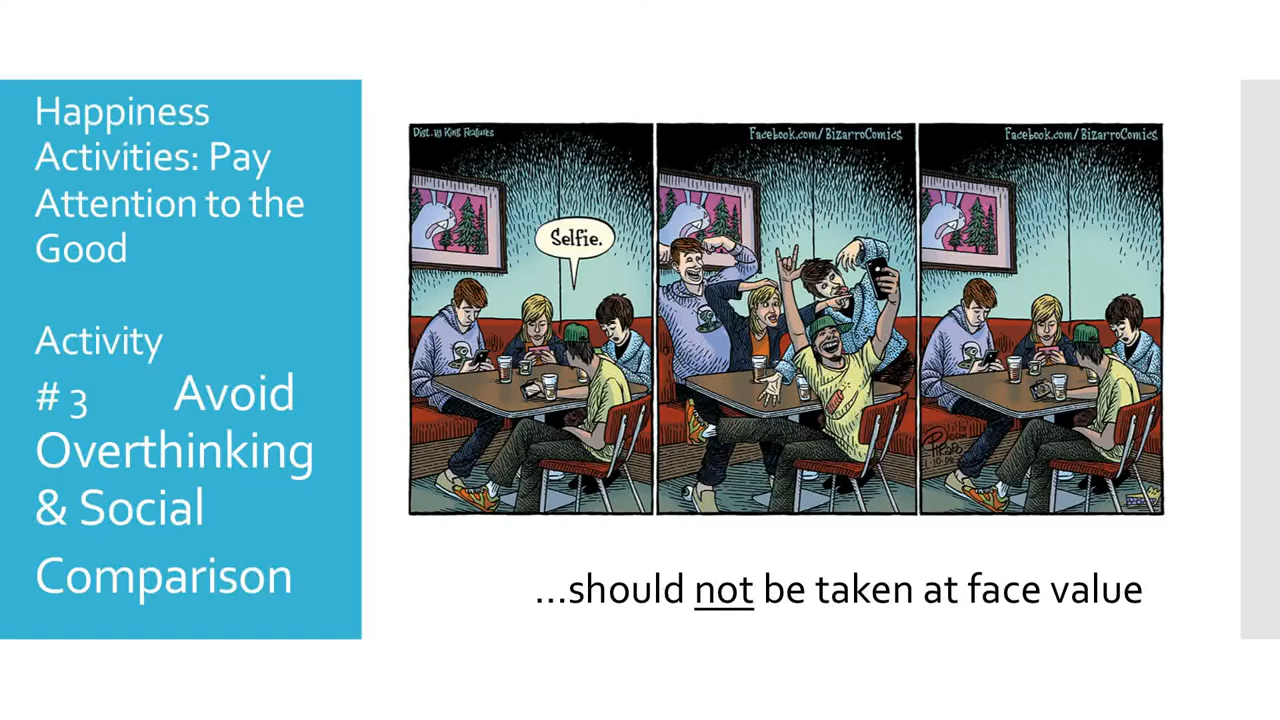 Happiness
Activities: Pay
Attention to the
Good
Activity
# 3 Avoid
Overthinking
& Social
Comparison
Dist. by King Features
Selfie.
Facebook.com/BizarroComics
Facebook.com/BizarroComics
...should not be taken at face value